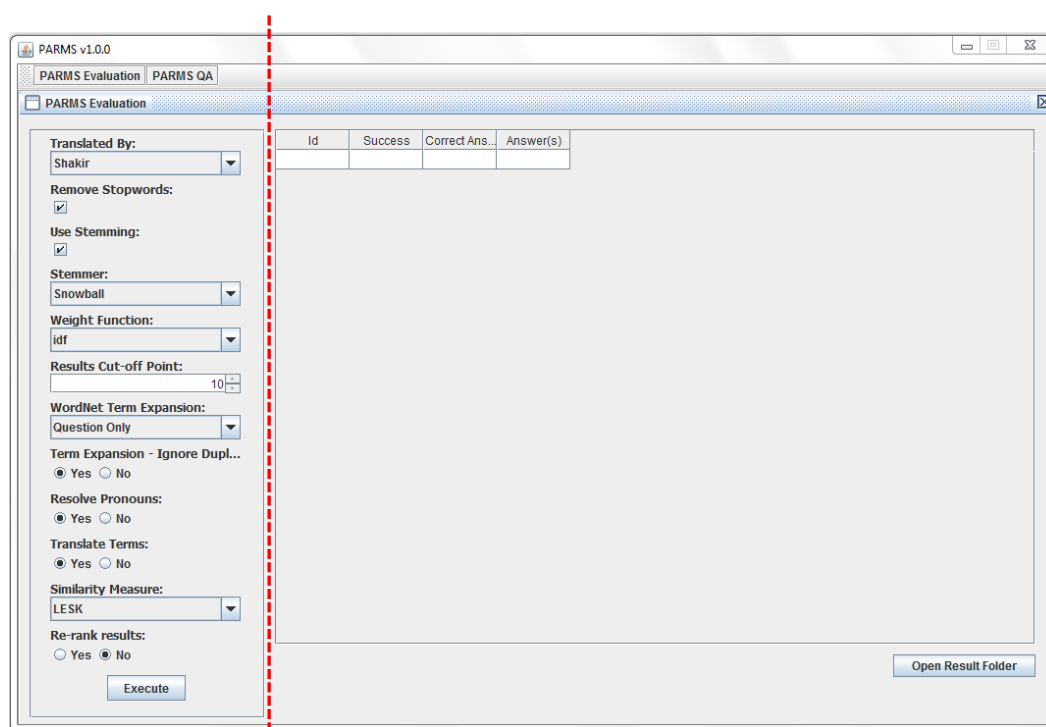 PARMS v1.0.0
PARMS Evaluation PARMS QA
PARMS Evaluation
Translated By:
Shakir
Remove Stopwords:
Use Stemming:
Stemmer:
Snowball
Weight Function:
idf
Results Cut-off Point:
10
WordNet Term Expansion:
Question Only
Term Expansion - Ignore Dupl...
Yes No
Resolve Pronouns:
Yes No
Translate Terms:
Yes No
Similarity Measure:
LESK
Re-rank results:
Yes No
Execute
Id Success Correct Ans... Answer(s)
Open Result Folder